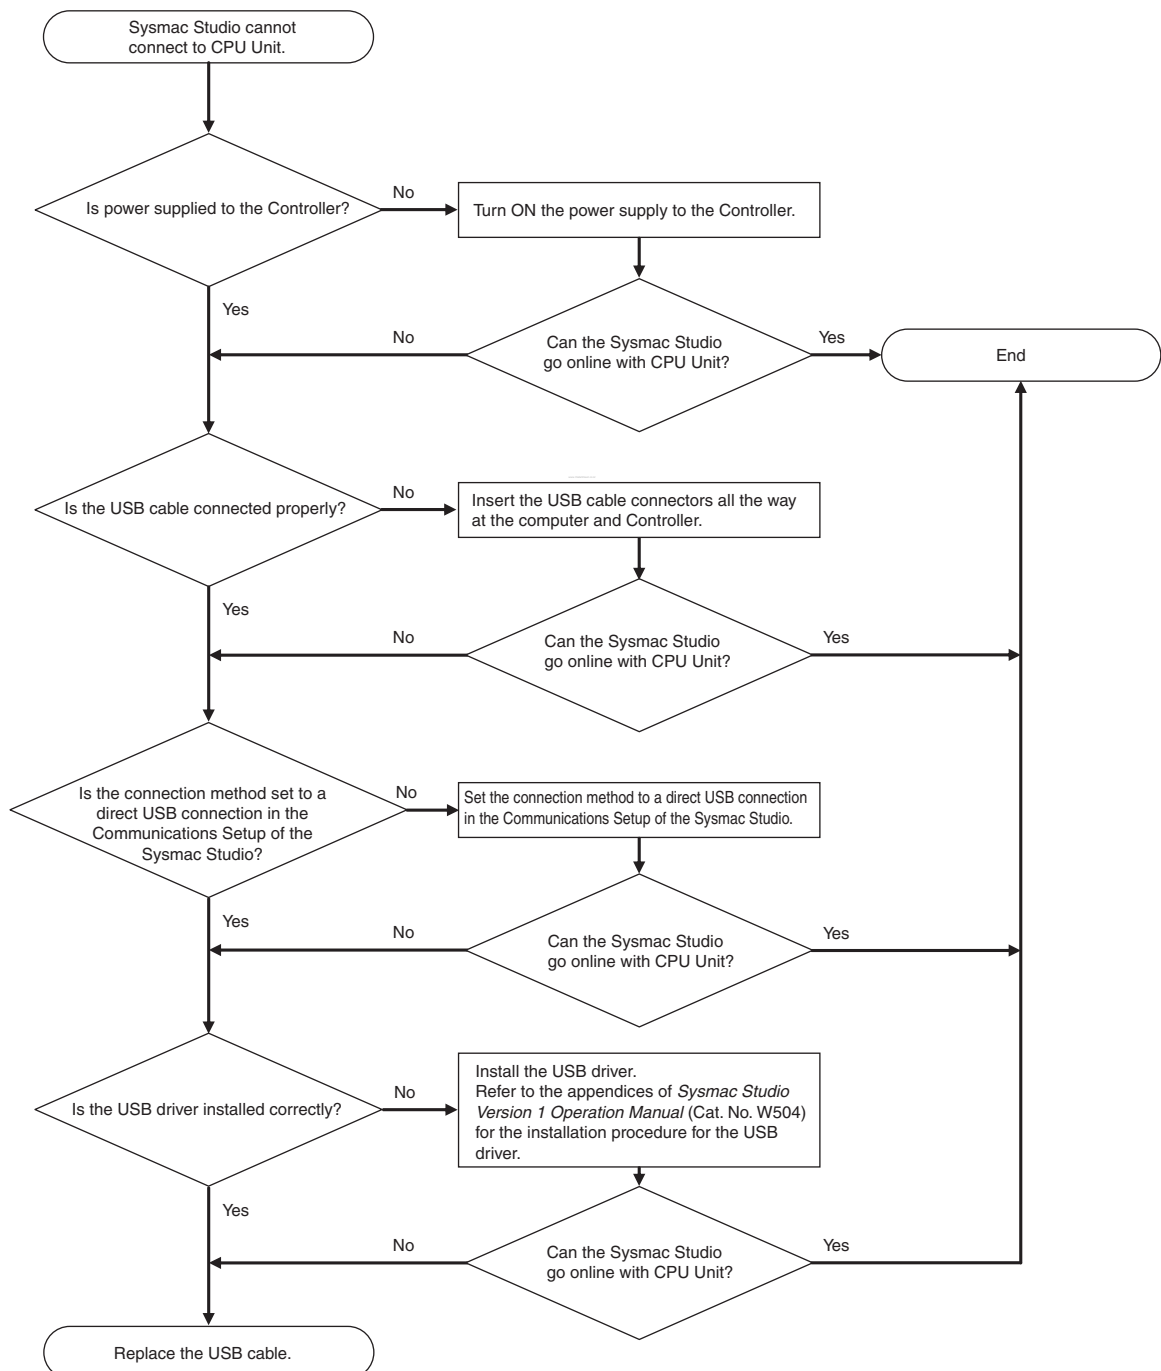 Sysmac Studio cannot
connect to CPU Unit.
Is power supplied to the Controller?
No
Turn ON the power supply to the Controller.
Yes
No
Can the Sysmac Studio
go online with CPU Unit?
Yes
End
Is the USB cable connected properly?
No
Insert the USB cable connectors all the way
at the computer and Controller.
Yes
No
Can the Sysmac Studio
go online with CPU Unit?
Yes
Is the connection method set to a
direct USB connection in the
Communications Setup of the
Sysmac Studio?
No
Set the connection method to a direct USB connection
in the Communications Setup of the Sysmac Studio.
Yes
No
Can the Sysmac Studio
go online with CPU Unit?
Yes
Is the USB driver installed correctly?
No
Install the USB driver.
Refer to the appendices of Sysmac Studio
Version 1 Operation Manual (Cat. No. W504)
for the installation procedure for the USB
driver.
Yes
No
Can the Sysmac Studio
go online with CPU Unit?
Yes
Replace the USB cable.